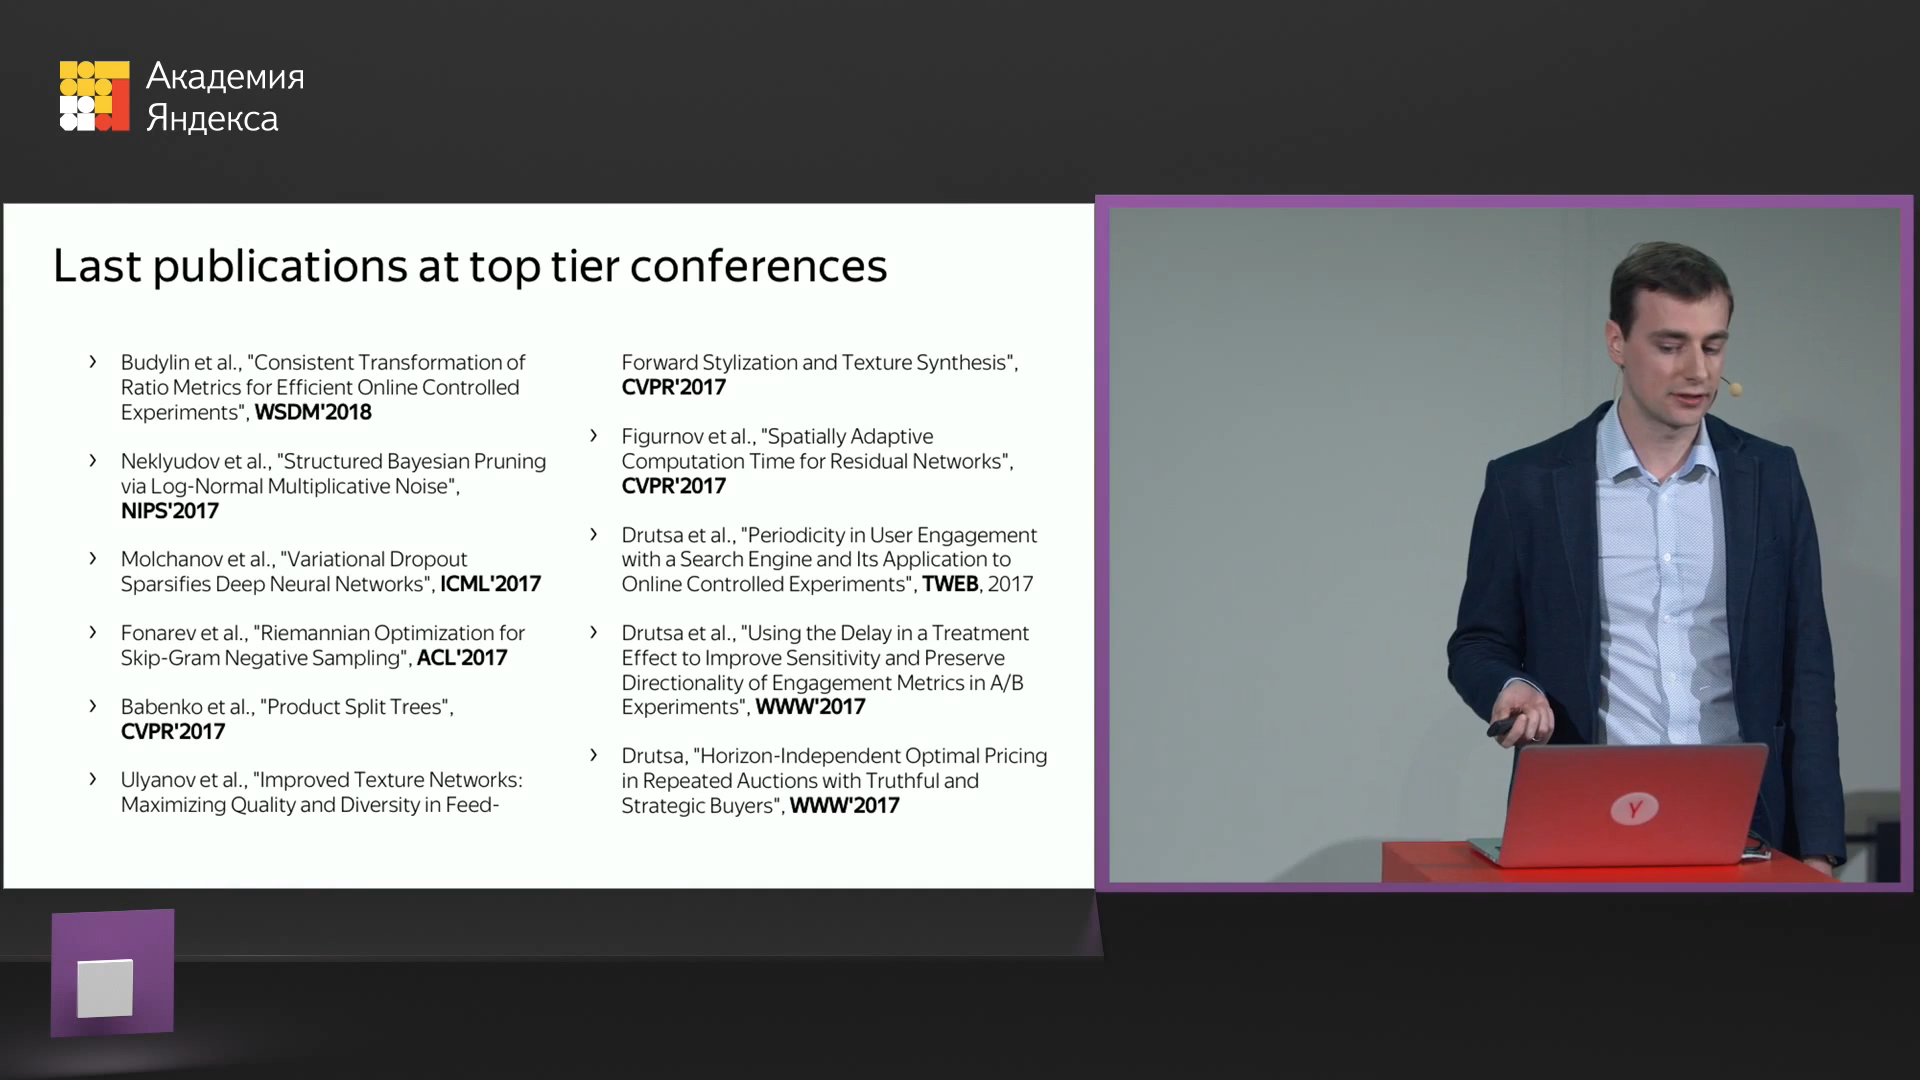 Академия
Яндекса
Last publications at top tier conferences
› Budylin et al., "Consistent Transformation of
Ratio Metrics for Efficient Online Controlled
Experiments", WSDM'2018
› Neklyudov et al., "Structured Bayesian Pruning
via Log-Normal Multiplicative Noise",
NIPS'2017
› Molchanov et al., "Variational Dropout
Sparsifies Deep Neural Networks", ICML'2017
› Fonarev et al., "Riemannian Optimization for
Skip-Gram Negative Sampling", ACL'2017
› Babenko et al., "Product Split Trees",
CVPR'2017
› Ulyanov et al., "Improved Texture Networks:
Maximizing Quality and Diversity in Feed-
Forward Stylization and Texture Synthesis",
CVPR'2017
› Figurnov et al., "Spatially Adaptive
Computation Time for Residual Networks",
CVPR'2017
› Drutsa et al., "Periodicity in User Engagement
with a Search Engine and Its Application to
Online Controlled Experiments", TWEB, 2017
› Drutsa et al., "Using the Delay in a Treatment
Effect to Improve Sensitivity and Preserve
Directionality of Engagement Metrics in A/B
Experiments", WWW'2017
› Drutsa, "Horizon-Independent Optimal Pricing
in Repeated Auctions with Truthful and
Strategic Buyers", WWW'2017
Y